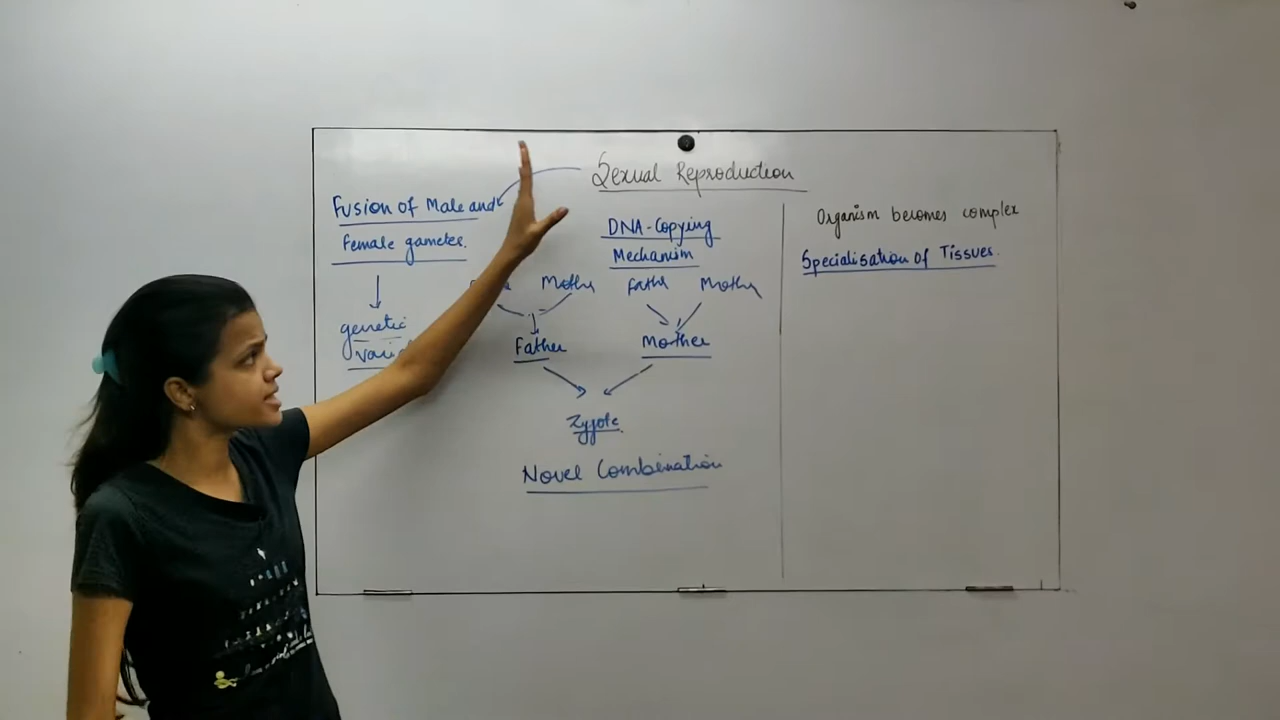 Sexual Reproduction
Fusion of Male and
Female gametes.
genetic
DNA-Copying
Mechanism
Mother Father Mother
Father Mother
Zygote.
Novel Combination
Organism becomes complex
Specialisation of Tissues.